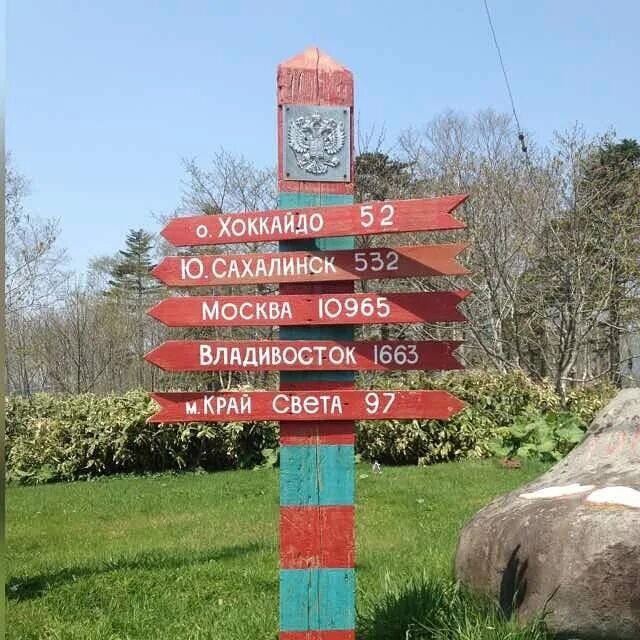 о. Хоккайдо 52
Ю. Сахалинск 532
Москва 10965
Владивосток 1663
м. Край Света 97